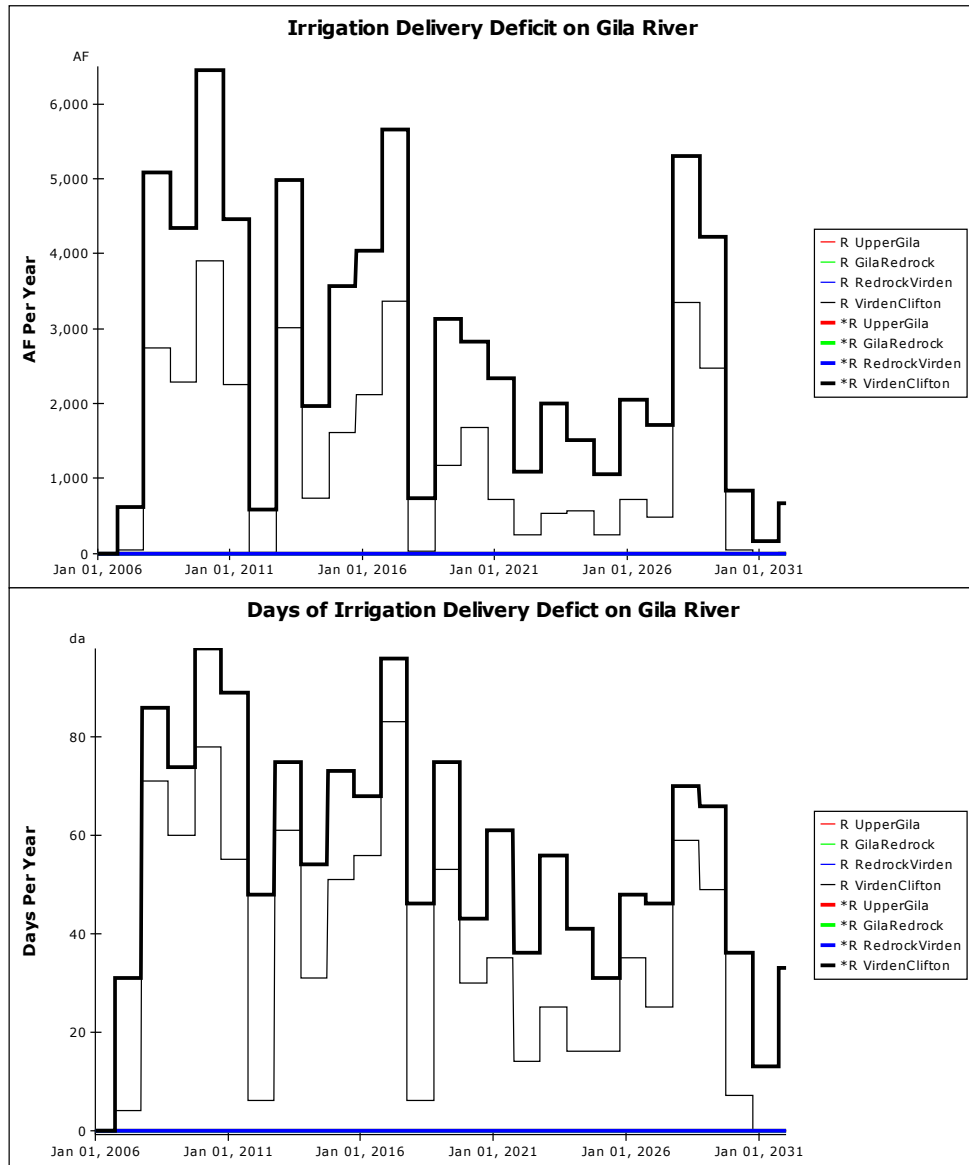 Irrigation Delivery Deficit on Gila River
AF
6,000
5,000
4,000
3,000
2,000
1,000
0
AF Per Year
Jan 01, 2006 Jan 01, 2011 Jan 01, 2016 Jan 01, 2021 Jan 01, 2026 Jan 01, 2031
R UpperGila
R GilaRedrock
R RedrockVirden
R VirdenClifton
*R UpperGila
*R GilaRedrock
*R RedrockVirden
*R VirdenClifton
Days of Irrigation Delivery Defict on Gila River
da
80
60
40
20
0
Days Per Year
Jan 01, 2006 Jan 01, 2011 Jan 01, 2016 Jan 01, 2021 Jan 01, 2026 Jan 01, 2031
R UpperGila
R GilaRedrock
R RedrockVirden
R VirdenClifton
*R UpperGila
*R GilaRedrock
*R RedrockVirden
*R VirdenClifton